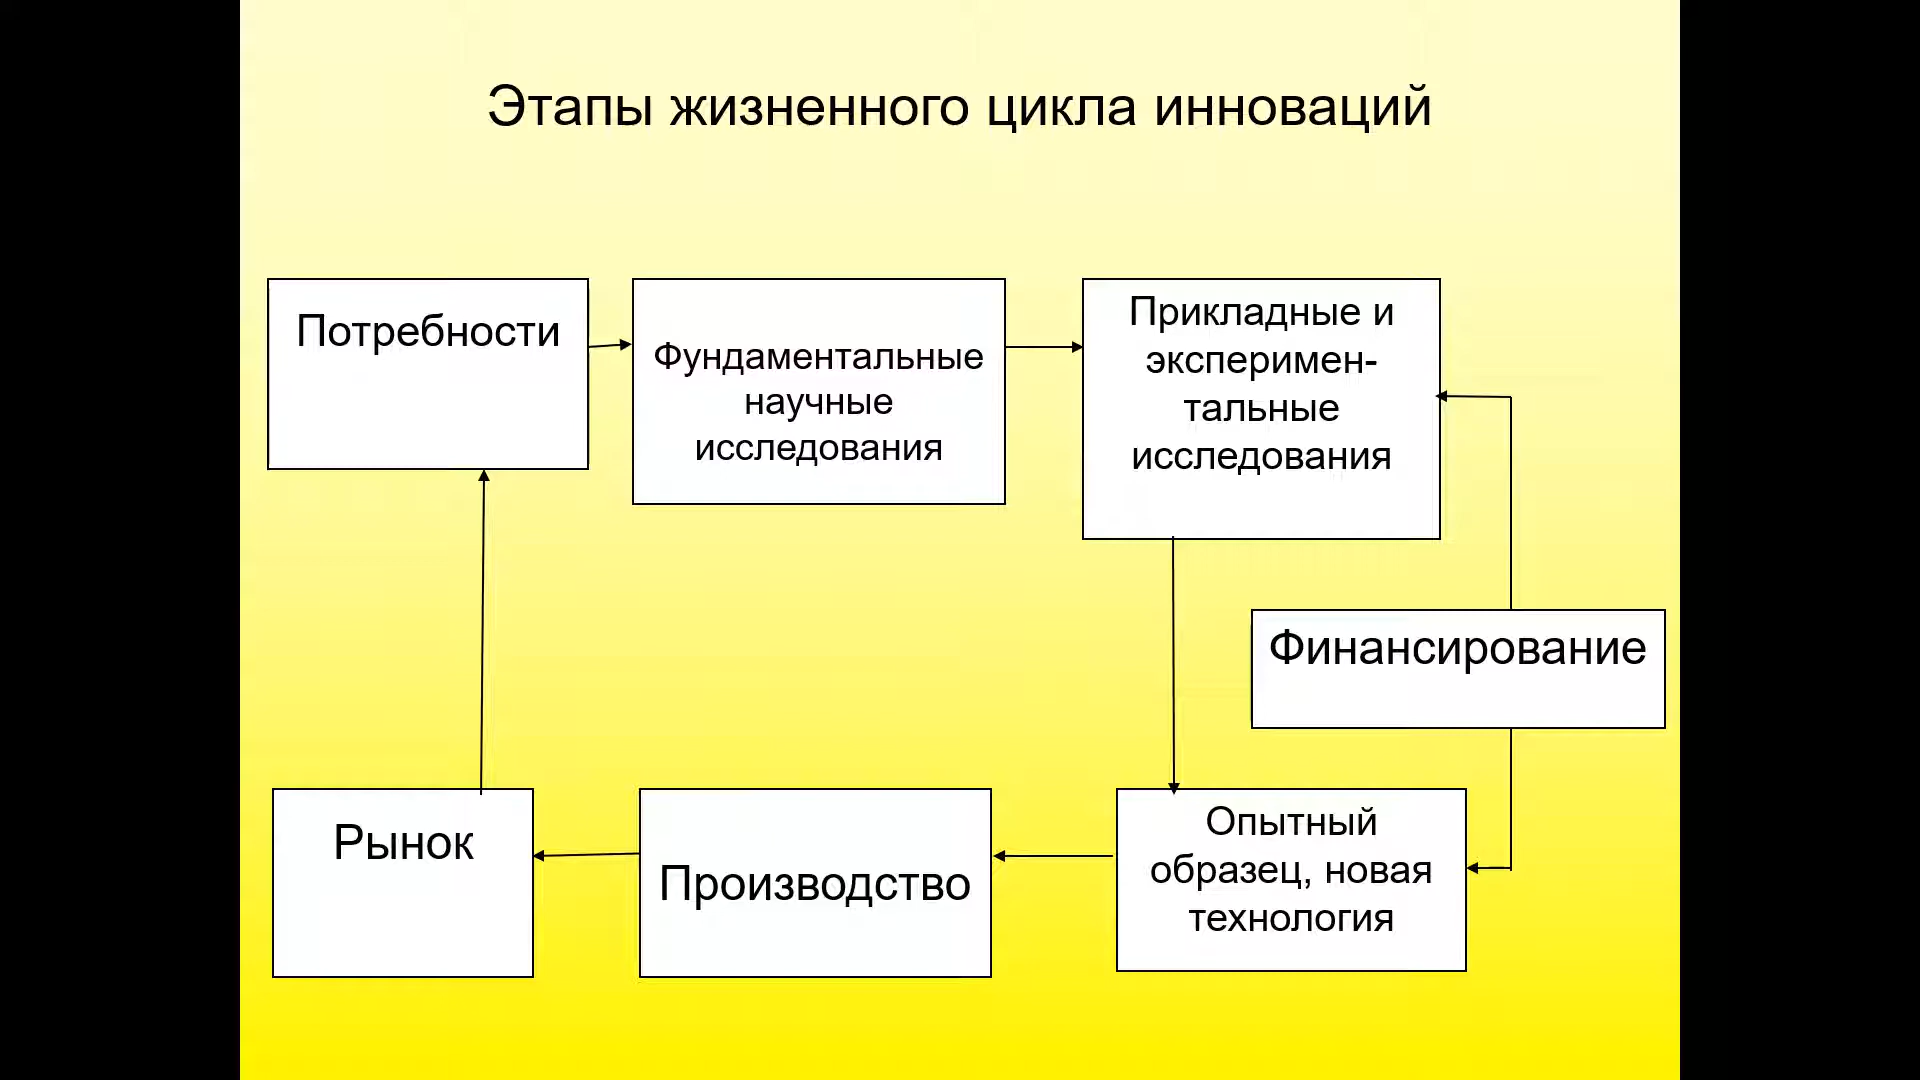 Этапы жизненного цикла инноваций
Потребности
Фундаментальные
научные
исследования
Прикладные и
эксперимен-
тальные
исследования
Финансирование
Рынок
Производство
Опытный
образец, новая
технология